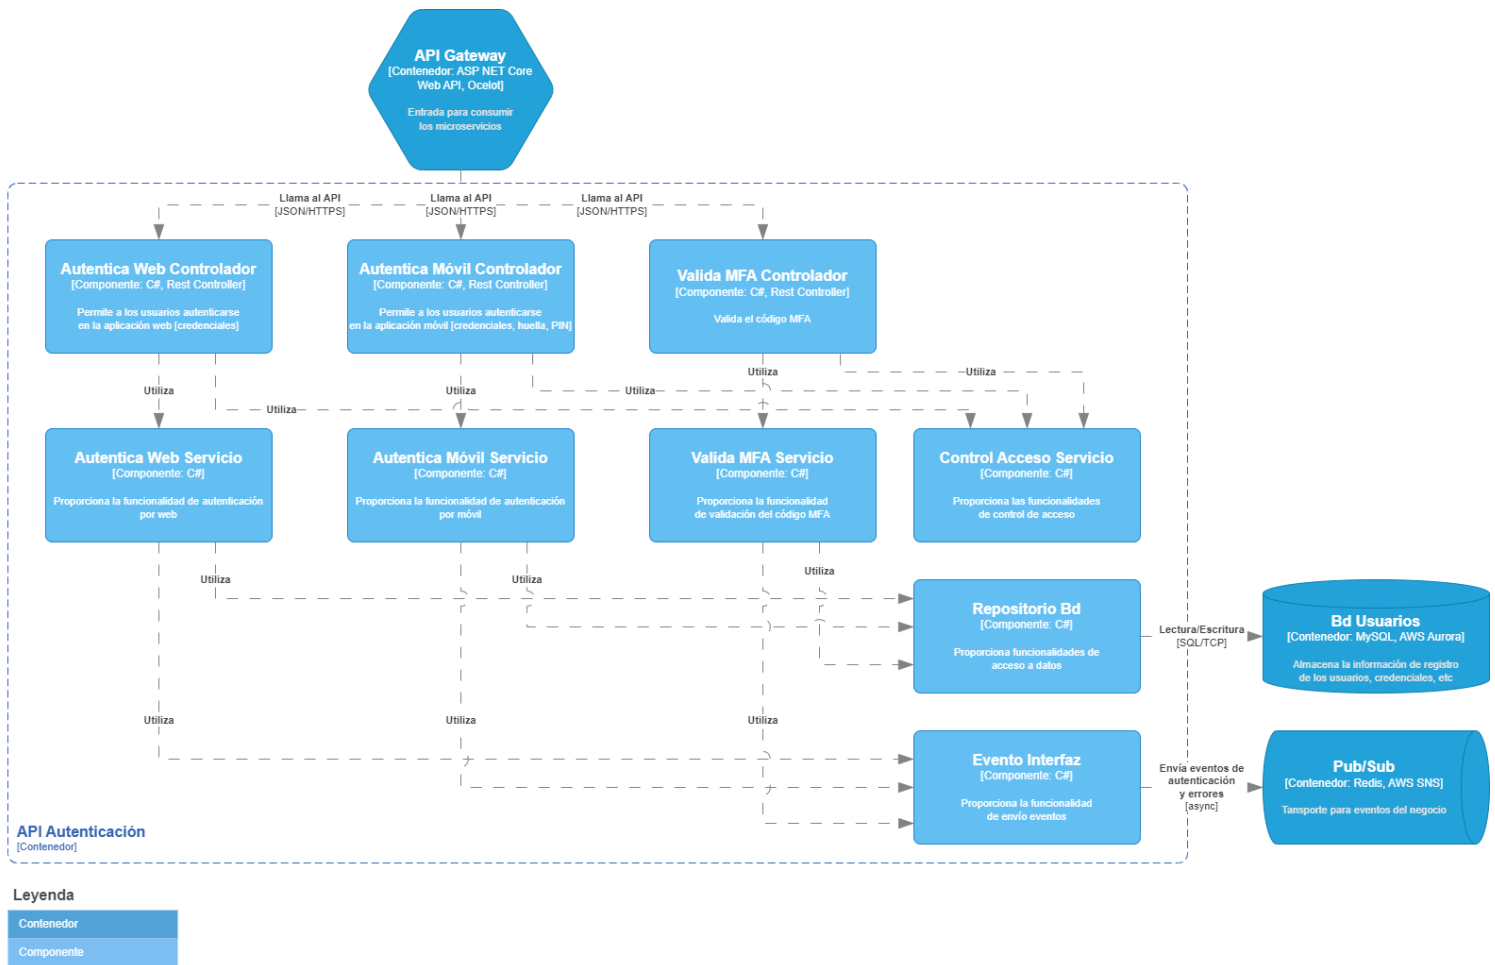 API Gateway
[Contenedor: ASP NET Core
Web API, Ocelot]
Entrada para consumir
los microservicios
Llama al API
[JSON/HTTPS]
Llama al API
[JSON/HTTPS]
Llama al API
[JSON/HTTPS]
Autentica Web Controlador
[Componente: C#, Rest Controller]
Permite a los usuarios autenticarse
en la aplicación web [credenciales]
Autentica Móvil Controlador
[Componente: C#, Rest Controller]
Permite a los usuarios autenticarse
en la aplicación móvil [credenciales, huella, PIN]
Valida MFA Controlador
[Componente: C#, Rest Controller]
Valida el código MFA
Utiliza
Utiliza
Utiliza
Utiliza
Utiliza
Utiliza
Autentica Web Servicio
[Componente: C#]
Proporciona la funcionalidad de autenticación
por web
Autentica Móvil Servicio
[Componente: C#]
Proporciona la funcionalidad de autenticación
por móvil
Valida MFA Servicio
[Componente: C#]
Proporciona la funcionalidad
de validación del código MFA
Control Acceso Servicio
[Componente: C#]
Proporciona las funcionalidades
de control de acceso
Utiliza
Utiliza
Utiliza
Repositorio Bd
[Componente: C#]
Proporciona funcionalidades de
acceso a datos
Lectura/Escritura
[SQL/TCP]
Bd Usuarios
[Contenedor: MySQL, AWS Aurora]
Almacena la información de registro
de los usuarios, credenciales, etc
Utiliza
Utiliza
Utiliza
Evento Interfaz
[Componente: C#]
Proporciona la funcionalidad
de envío eventos
Envía eventos de
autenticación
y errores
[async]
Pub/Sub
[Contenedor: Redis, AWS SNS]
Tansporte para eventos del negocio
API Autenticación
[Contenedor]
Leyenda
Contenedor
Componente